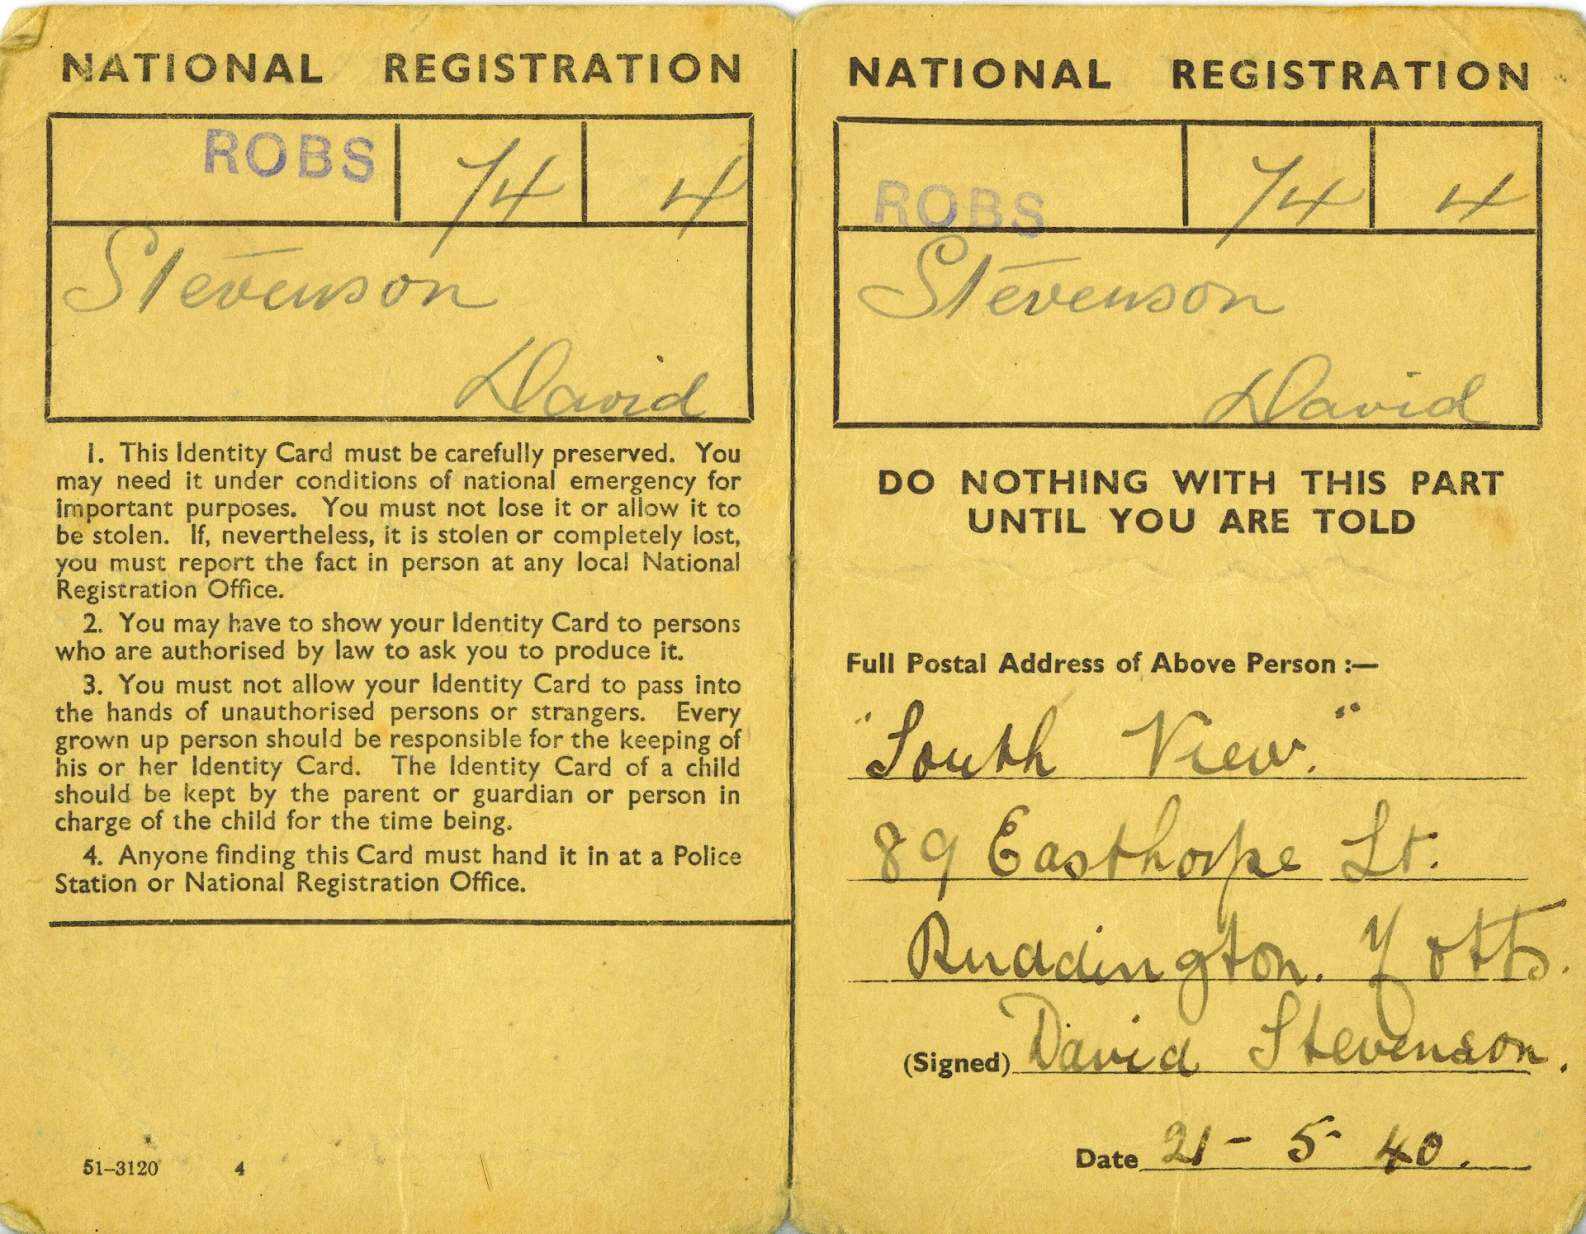 NATIONAL REGISTRATION
ROBS 74 4
Stevenson
David
1. This Identity Card must be carefully preserved. You
may need it under conditions of national emergency for
important purposes. You must not lose it or allow it to
be stolen. If, nevertheless, it is stolen or completely lost,
you must report the fact in person at any local National
Registration Office.
2. You may have to show your Identity Card to persons
who are authorised by law to ask you to produce it.
3. You must not allow your Identity Card to pass into
the hands of unauthorised persons or strangers. Every
grown up person should be responsible for the keeping of
his or her Identity Card. The Identity Card of a child
should be kept by the parent or guardian or person in
charge of the child for the time being.
4. Anyone finding this Card must hand it in at a Police
Station or National Registration Office.
51-3120 4
NATIONAL REGISTRATION
ROBS 74 4
Stevenson
David
DO NOTHING WITH THIS PART
UNTIL YOU ARE TOLD
Full Postal Address of Above Person :—
"South View."
89 Easthorpe St.
Ruddington. Notts.
(Signed) David Stevenson.
Date 21-5-40.